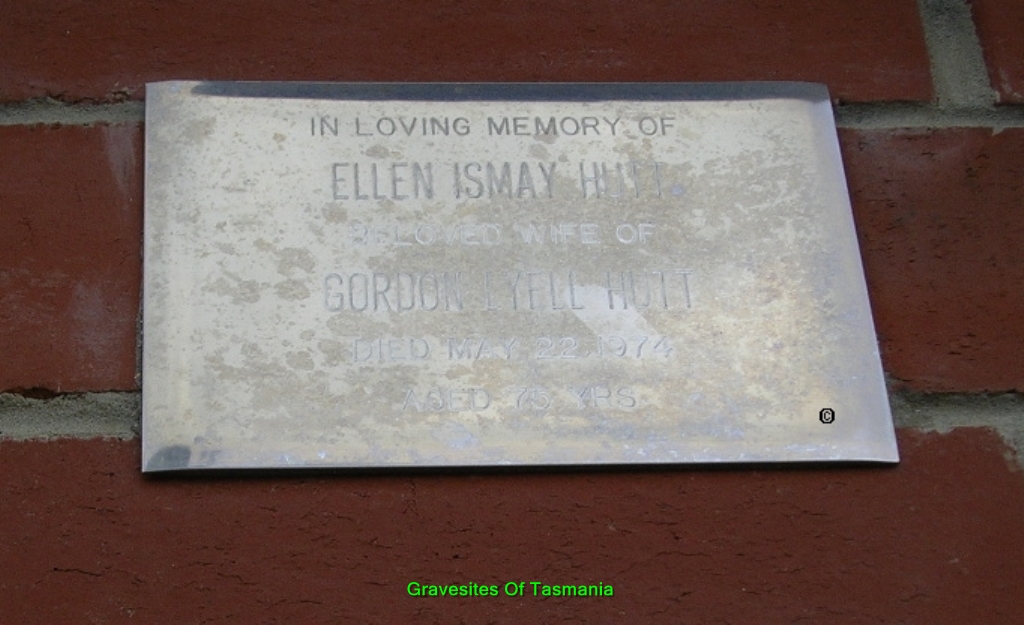 IN LOVING MEMORY OF
ELLEN ISMAY HUTT.
BELOVED WIFE OF
GORDON LYELL HUTT
DIED MAY 22.1974
AGED 75 YRS
©
Gravesites Of Tasmania